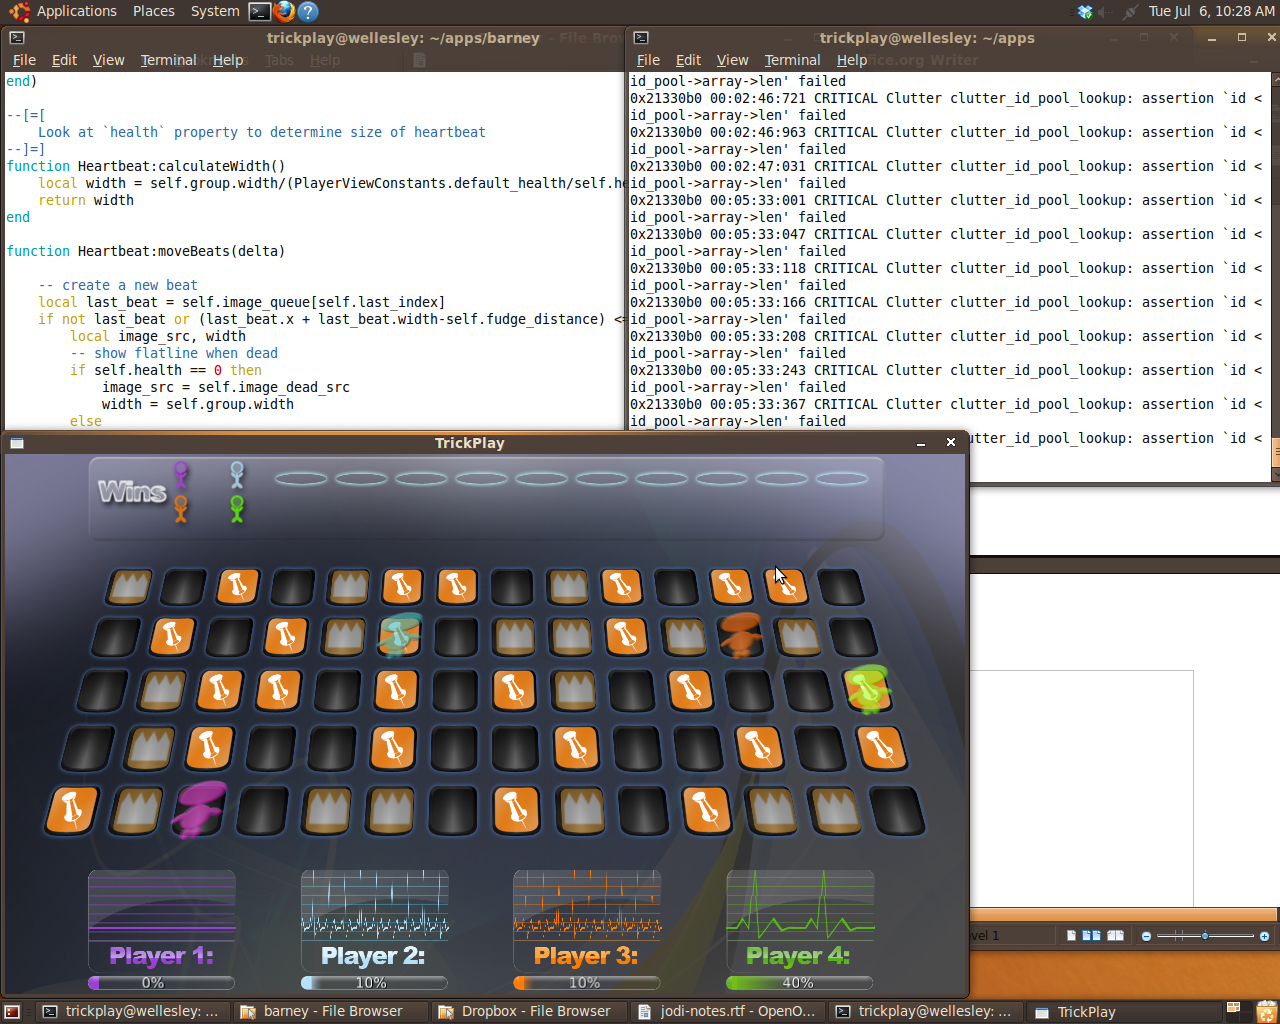 Applications Places System Tue Jul 6, 10:28 AM
trickplay@wellesley: ~/apps/barney
File Edit View Terminal Help
end)
--[=[
Look at `health` property to determine size of heartbeat
--]=]
function Heartbeat:calculateWidth()
local width = self.group.width/(PlayerViewConstants.default_health/self.he
return width
end
function Heartbeat:moveBeats(delta)
-- create a new beat
local last_beat = self.image_queue[self.last_index]
if not last_beat or (last_beat.x + last_beat.width-self.fudge_distance) <=
local image_src, width
-- show flatline when dead
if self.health == 0 then
image_src = self.image_dead_src
width = self.group.width
else
trickplay@wellesley: ~/apps
File Edit View Terminal Help
id_pool->array->len' failed
0x21330b0 00:02:46:721 CRITICAL Clutter clutter_id_pool_lookup: assertion `id <
id_pool->array->len' failed
0x21330b0 00:02:46:963 CRITICAL Clutter clutter_id_pool_lookup: assertion `id <
id_pool->array->len' failed
0x21330b0 00:02:47:031 CRITICAL Clutter clutter_id_pool_lookup: assertion `id <
id_pool->array->len' failed
0x21330b0 00:05:33:001 CRITICAL Clutter clutter_id_pool_lookup: assertion `id <
id_pool->array->len' failed
0x21330b0 00:05:33:047 CRITICAL Clutter clutter_id_pool_lookup: assertion `id <
id_pool->array->len' failed
0x21330b0 00:05:33:118 CRITICAL Clutter clutter_id_pool_lookup: assertion `id <
id_pool->array->len' failed
0x21330b0 00:05:33:166 CRITICAL Clutter clutter_id_pool_lookup: assertion `id <
id_pool->array->len' failed
0x21330b0 00:05:33:208 CRITICAL Clutter clutter_id_pool_lookup: assertion `id <
id_pool->array->len' failed
0x21330b0 00:05:33:243 CRITICAL Clutter clutter_id_pool_lookup: assertion `id <
id_pool->array->len' failed
0x21330b0 00:05:33:367 CRITICAL Clutter clutter_id_pool_lookup: assertion `id <
id_pool->array->len' failed
utter_id_pool_lookup: assertion `id <
TrickPlay
Wins
Player 1: Player 2: Player 3: Player 4:
0% 10% 10% 40%
evel 1
trickplay@wellesley: ... barney - File Browser Dropbox - File Browser jodi-notes.rtf - OpenO... trickplay@wellesley: ... TrickPlay